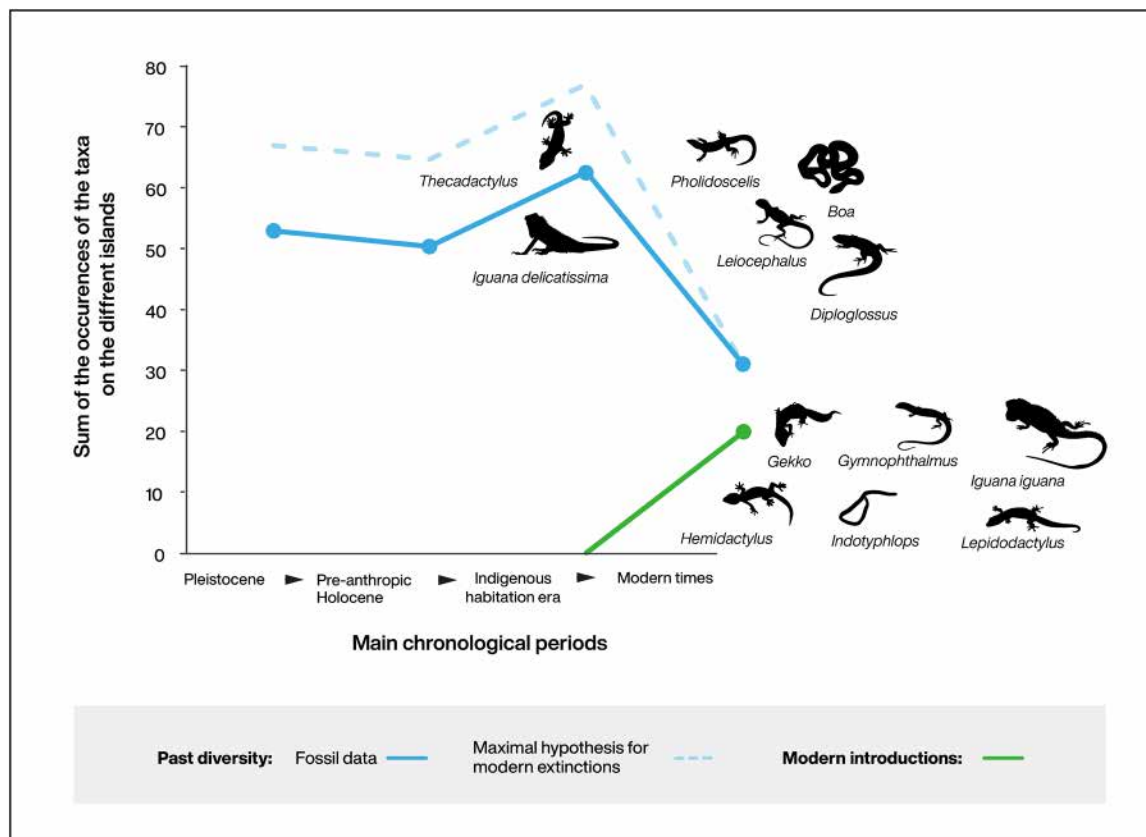 Sum of the occurences of the taxa
on the diffrent islands
80
70
60
50
40
30
20
10
0
Thecadactylus
Iguana delicatissima
Pholidoscelis
Boa
Leiocephalus
Diploglossus
Gekko
Gymnophthalmus
Iguana iguana
Hemidactylus
Indotyphlops
Lepidodactylus
Pleistocene
Pre-anthropic
Holocene
Indigenous
habitation era
Modern times
Main chronological periods
Past diversity: Fossil data
Maximal hypothesis for
modern extinctions
Modern introductions: